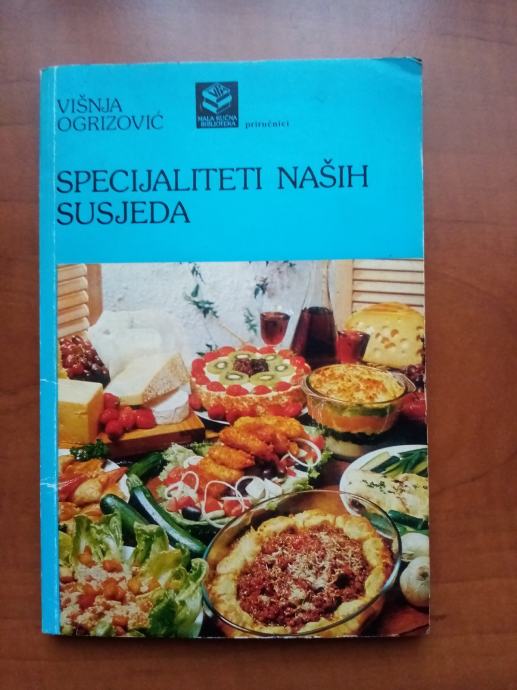 VIŠNJA
OGRIZOVIĆ
MALA KUĆNA
BIBLIOTEKA
priručnici
SPECIJALITETI NAŠIH
SUSJEDA